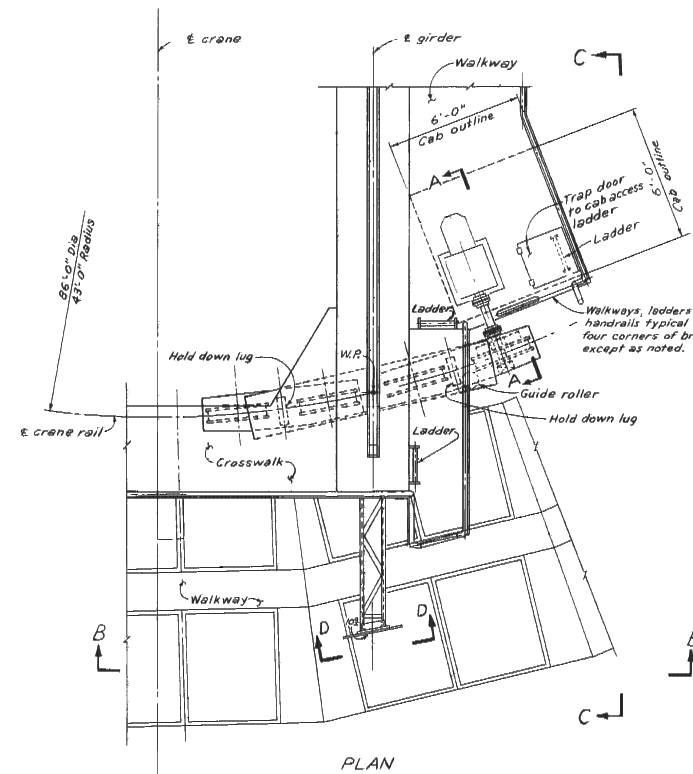 ℄ crane
℄ girder
Walkway
C
6'-0"
Cab outline
6'-0"
Cab outline
A
Trap door
to cab access
ladder
Ladder
86'-0" Dia
43'-0" Radius
Ladder
Walkways, ladders
handrails typical
four corners of br
except as noted.
Hold down lug
W.P.
A
Guide roller
Hold down lug
℄ crane rail
Ladder
Crosswalk
Walkway
B
D
D
C
PLAN